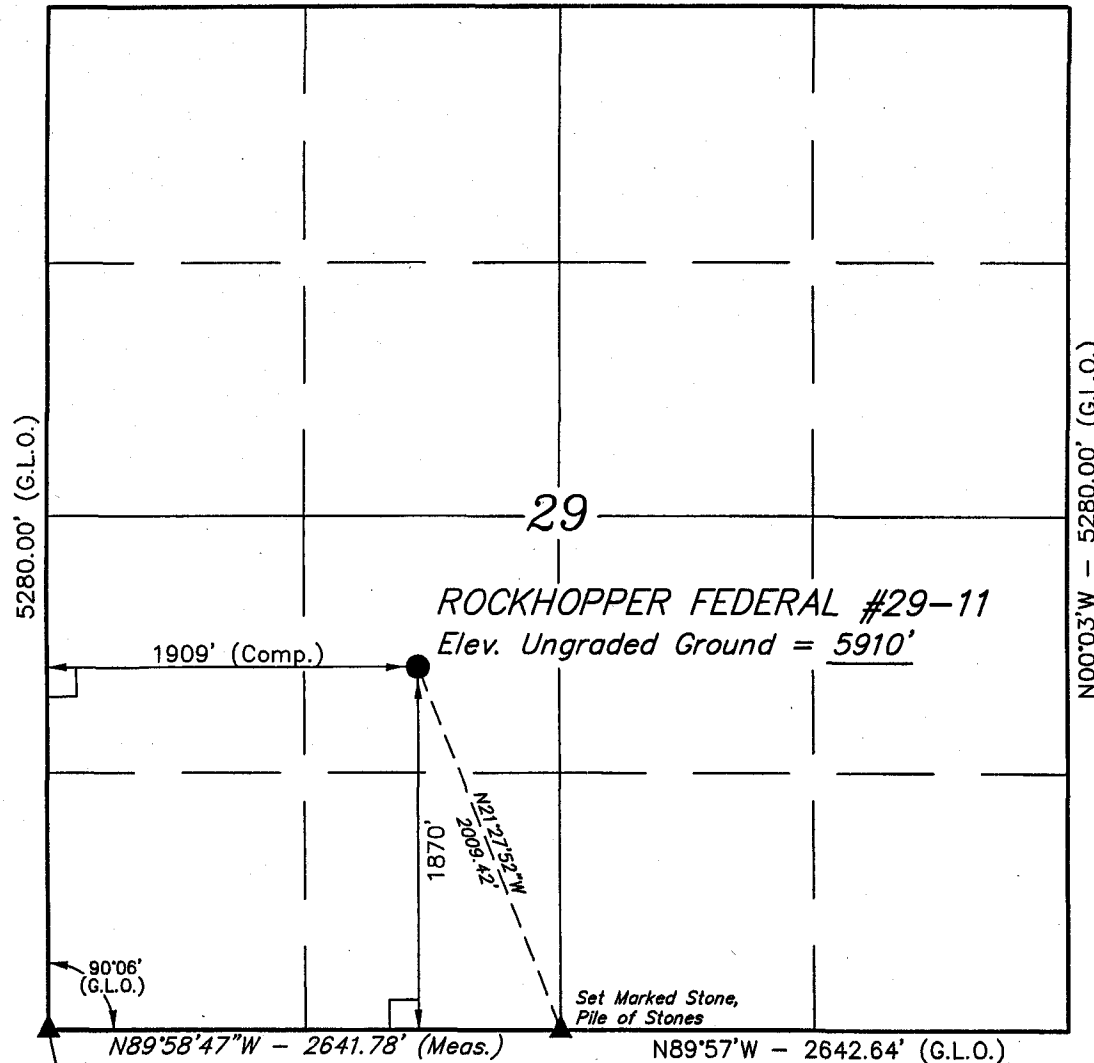 5280.00' (G.L.O.)
N00°03'W – 5280.00' (G.L.O.)
29
ROCKHOPPER FEDERAL #29–11
Elev. Ungraded Ground = 5910'
1909' (Comp.)
1870'
N21°27'52"W
2009.42'
90°06'
(G.L.O.)
Set Marked Stone,
Pile of Stones
N89°58'47"W – 2641.78' (Meas.)
N89°57'W – 2642.64' (G.L.O.)